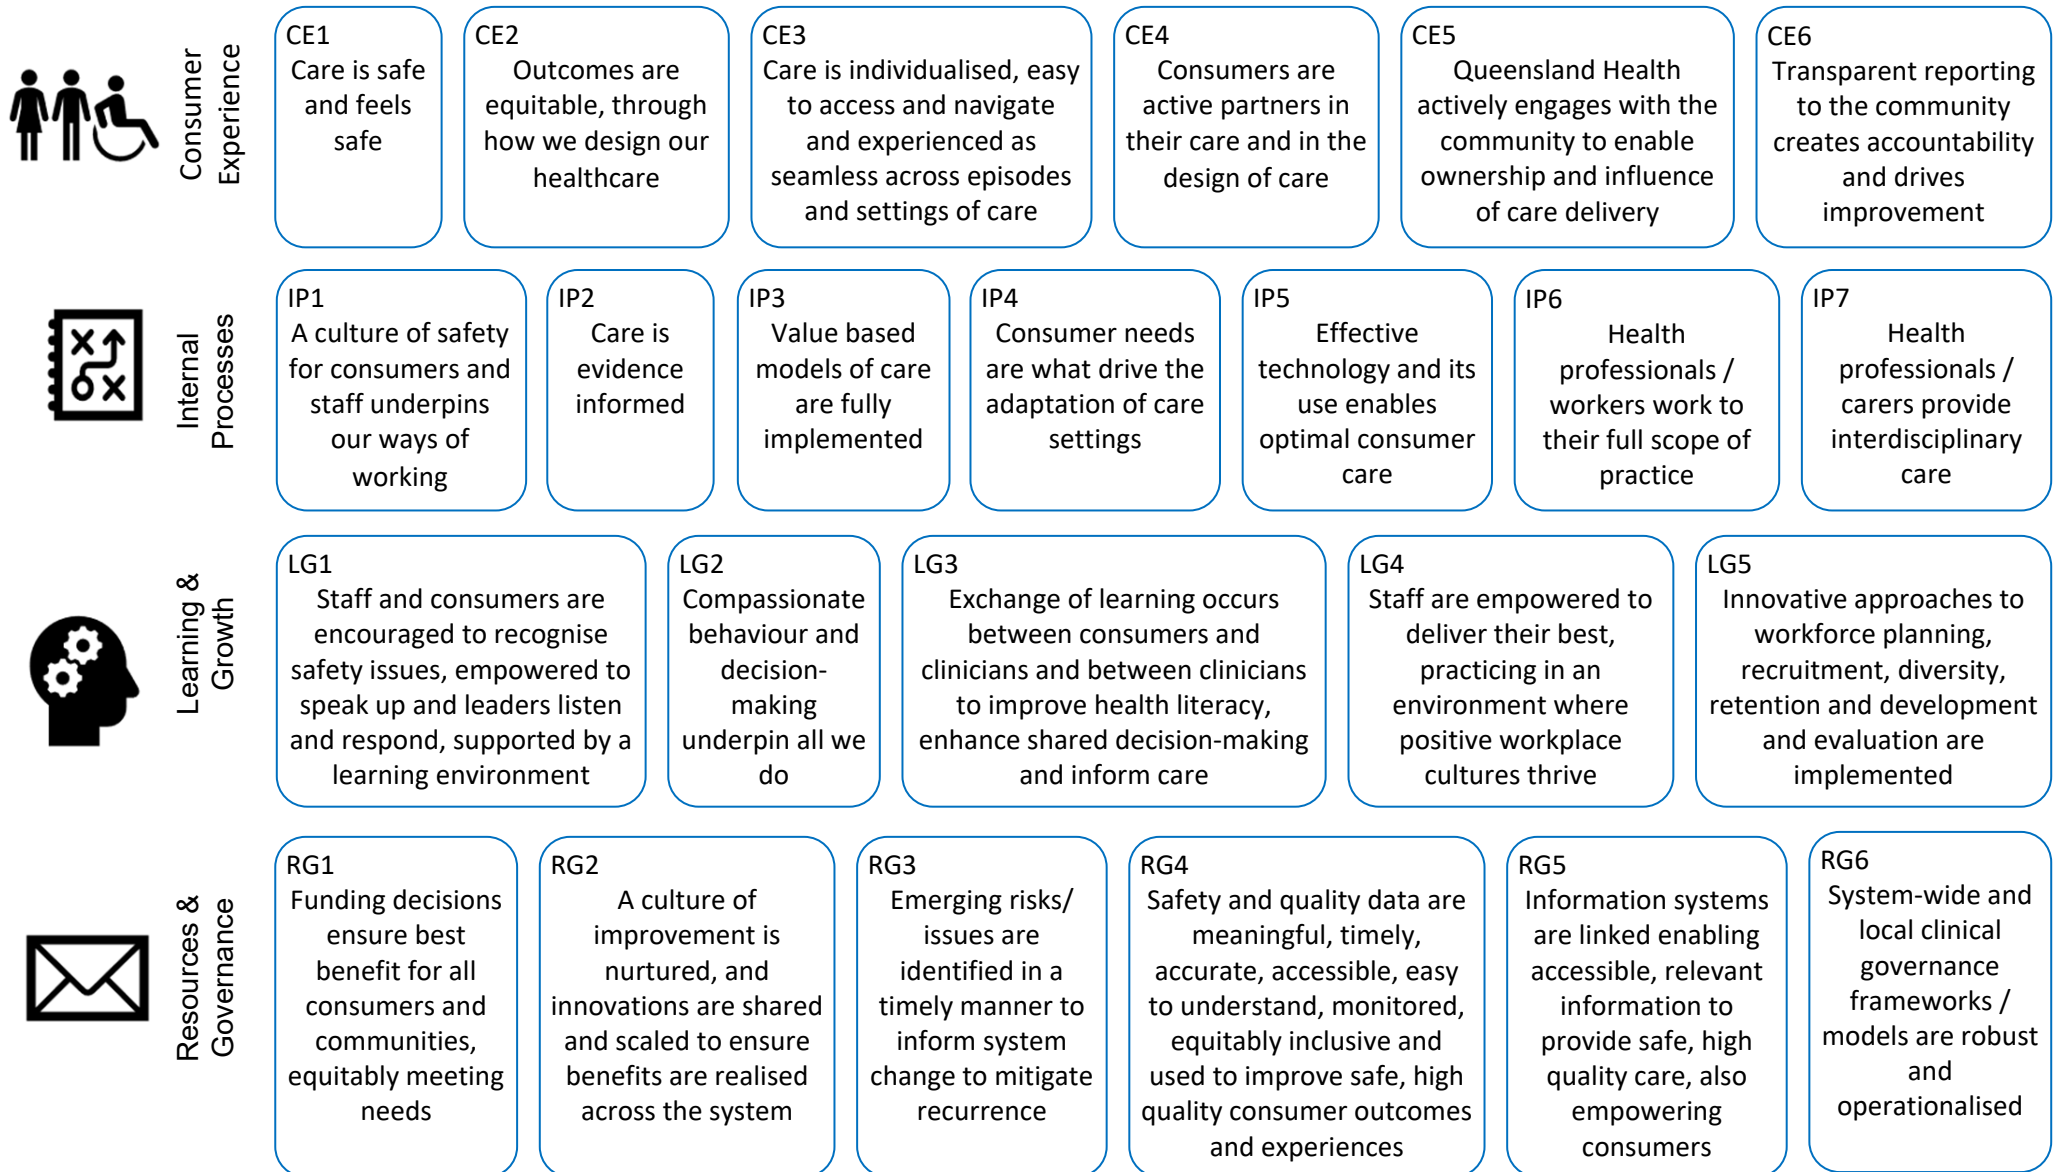 Consumer
Experience
CE1
Care is safe
and feels
safe
CE2
Outcomes are
equitable, through
how we design our
healthcare
CE3
Care is individualised, easy
to access and navigate
and experienced as
seamless across episodes
and settings of care
CE4
Consumers are
active partners in
their care and in the
design of care
CE5
Queensland Health
actively engages with the
community to enable
ownership and influence
of care delivery
CE6
Transparent reporting
to the community
creates accountability
and drives
improvement
Internal
Processes
IP1
A culture of safety
for consumers and
staff underpins
our ways of
working
IP2
Care is
evidence
informed
IP3
Value based
models of care
are fully
implemented
IP4
Consumer needs
are what drive the
adaptation of care
settings
IP5
Effective
technology and its
use enables
optimal consumer
care
IP6
Health
professionals /
workers work to
their full scope of
practice
IP7
Health
professionals /
carers provide
interdisciplinary
care
Learning &
Growth
LG1
Staff and consumers are
encouraged to recognise
safety issues, empowered to
speak up and leaders listen
and respond, supported by a
learning environment
LG2
Compassionate
behaviour and
decision-
making
underpin all we
do
LG3
Exchange of learning occurs
between consumers and
clinicians and between clinicians
to improve health literacy,
enhance shared decision-making
and inform care
LG4
Staff are empowered to
deliver their best,
practicing in an
environment where
positive workplace
cultures thrive
LG5
Innovative approaches to
workforce planning,
recruitment, diversity,
retention and development
and evaluation are
implemented
Resources &
Governance
RG1
Funding decisions
ensure best
benefit for all
consumers and
communities,
equitably meeting
needs
RG2
A culture of
improvement is
nurtured, and
innovations are shared
and scaled to ensure
benefits are realised
across the system
RG3
Emerging risks/
issues are
identified in a
timely manner to
inform system
change to mitigate
recurrence
RG4
Safety and quality data are
meaningful, timely,
accurate, accessible, easy
to understand, monitored,
equitably inclusive and
used to improve safe, high
quality consumer outcomes
and experiences
RG5
Information systems
are linked enabling
accessible, relevant
information to
provide safe, high
quality care, also
empowering
consumers
RG6
System-wide and
local clinical
governance
frameworks /
models are robust
and
operationalised